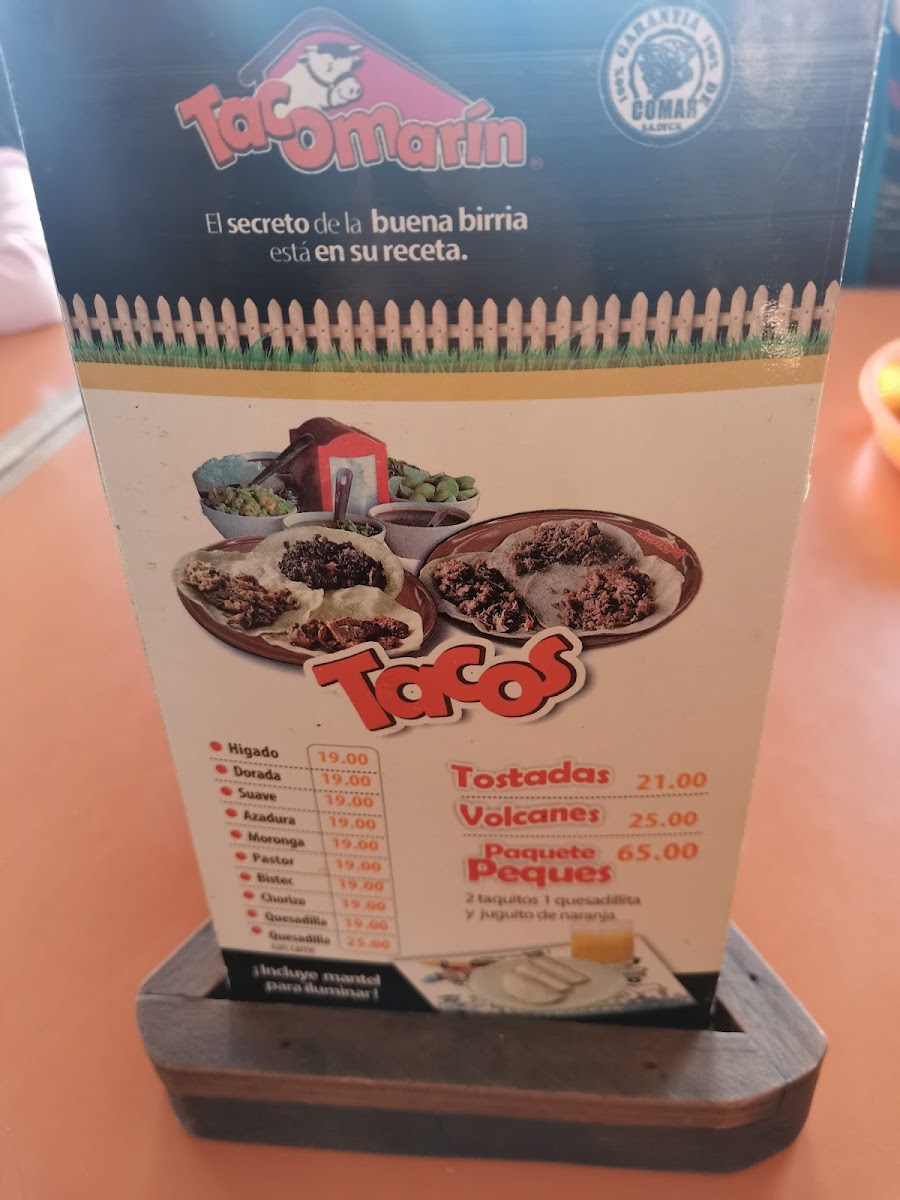 Tacomarín
100% GARANTIA 100% DE
COMAR
El secreto de la buena birria
está en su receta.
Tacos
Higado 19.00
Dorada 19.00
Suave 19.00
Azadura 19.00
Moronga 19.00
Pastor 19.00
Bistec 19.00
Chorizo 19.00
Quesadilla 19.00
Quesadilla 25.00
con carne
Tostadas 21.00
Volcanes 25.00
Paquete 65.00
Peques
2 taquitos 1 quesadillita
y juguito de naranja
¡Incluye mantel
para iluminar!